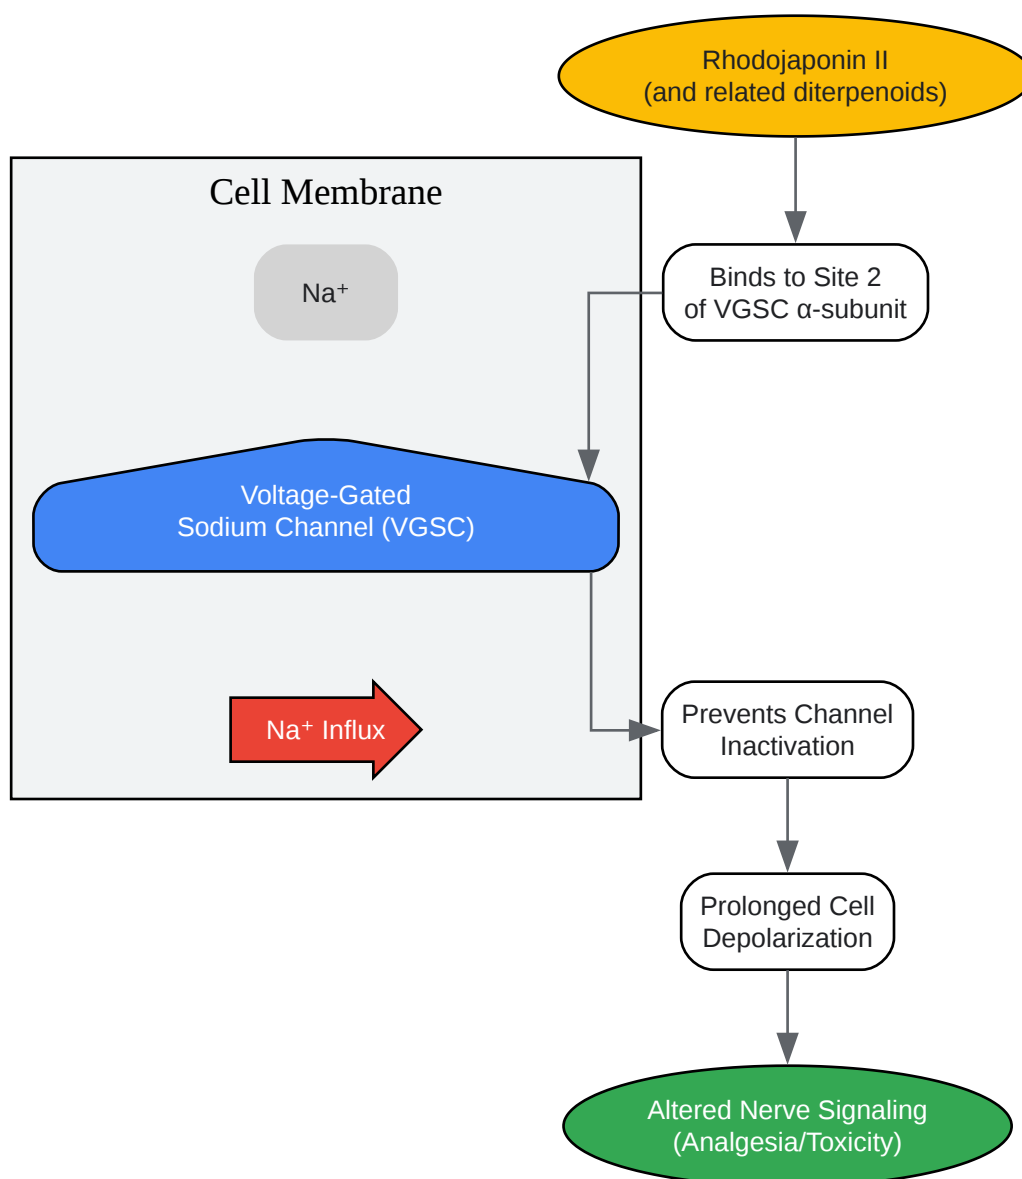 Rhodojaponin II
(and related diterpenoids)
Cell Membrane
Na⁺
Binds to Site 2
of VGSC α-subunit
Voltage-Gated
Sodium Channel (VGSC)
Na⁺ Influx
Prevents Channel
Inactivation
Prolonged Cell
Depolarization
Altered Nerve Signaling
(Analgesia/Toxicity)